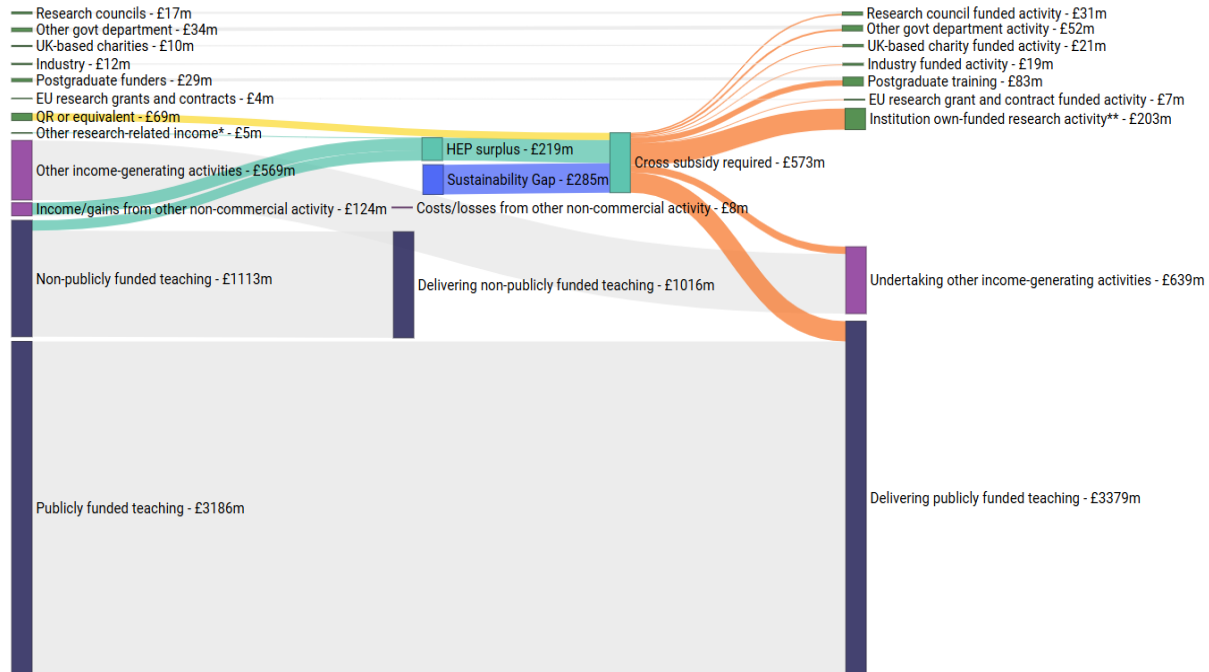 Research councils - £17m
Other govt department - £34m
UK-based charities - £10m
Industry - £12m
Postgraduate funders - £29m
EU research grants and contracts - £4m
QR or equivalent - £69m
Other research-related income* - £5m
Other income-generating activities - £569m
Income/gains from other non-commercial activity - £124m
Non-publicly funded teaching - £1113m
Publicly funded teaching - £3186m
HEP surplus - £219m
Sustainability Gap - £285m
Costs/losses from other non-commercial activity - £8m
Delivering non-publicly funded teaching - £1016m
Cross subsidy required - £573m
Research council funded activity - £31m
Other govt department activity - £52m
UK-based charity funded activity - £21m
Industry funded activity - £19m
Postgraduate training - £83m
EU research grant and contract funded activity - £7m
Institution own-funded research activity** - £203m
Undertaking other income-generating activities - £639m
Delivering publicly funded teaching - £3379m